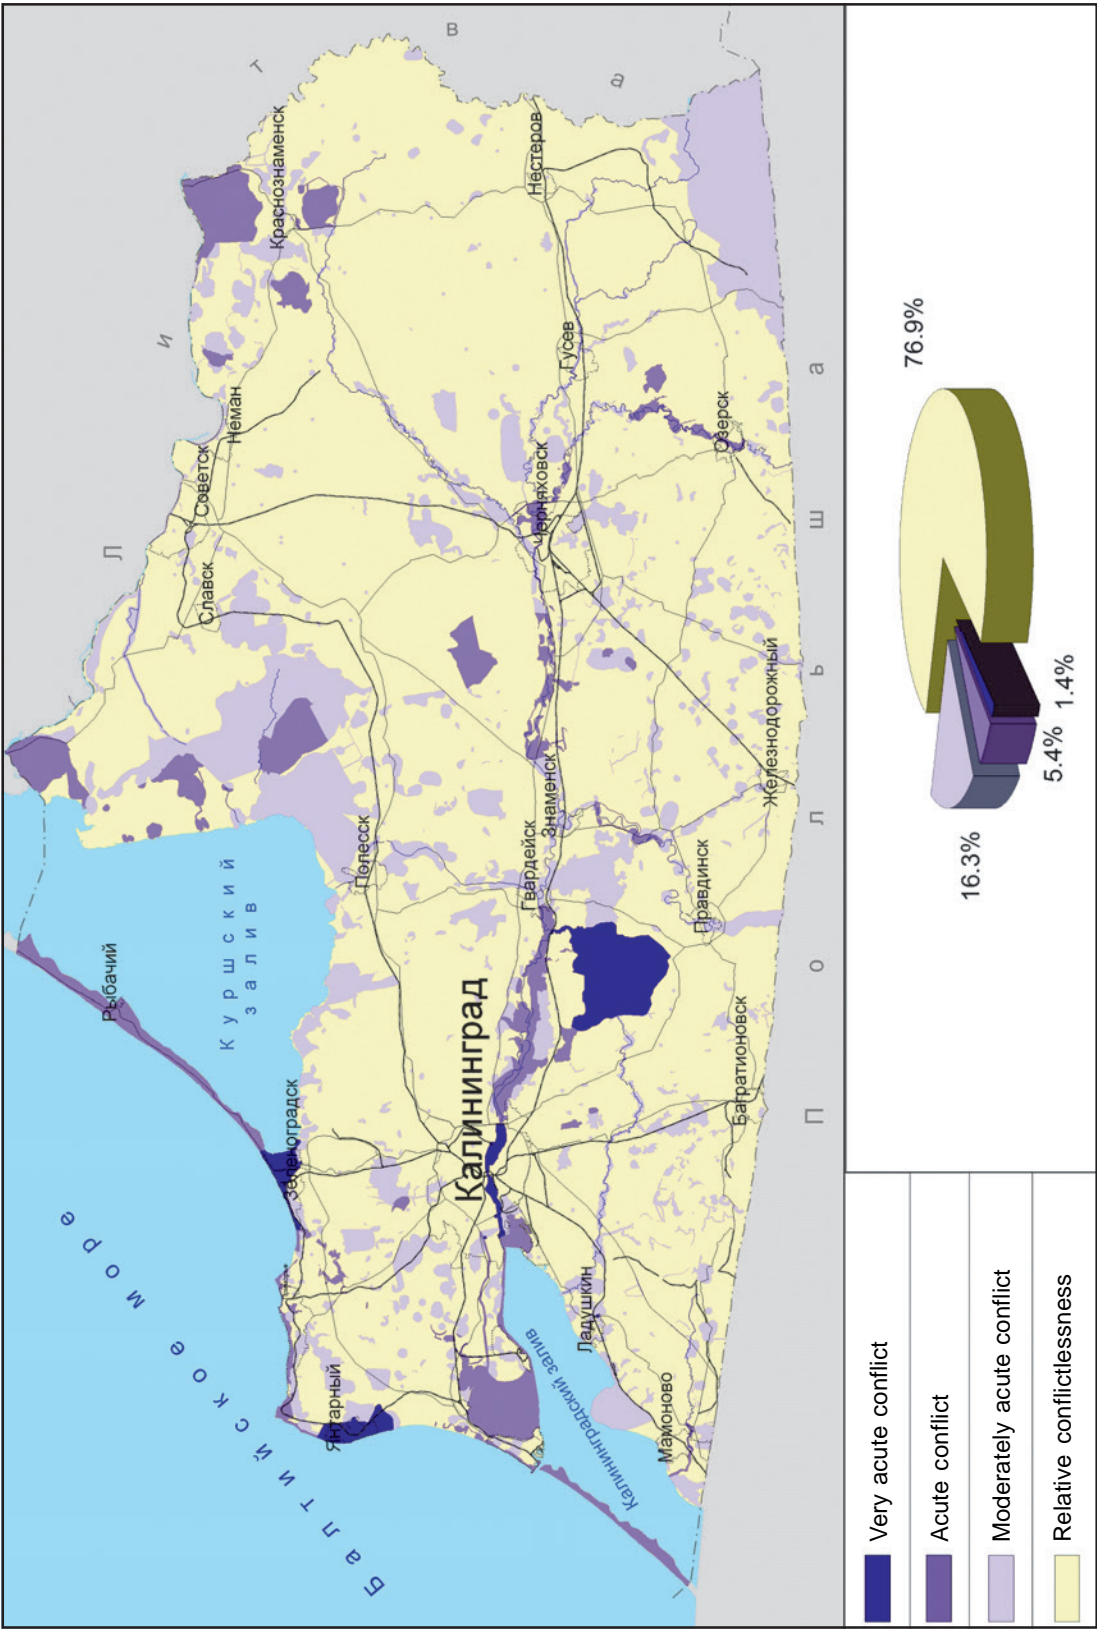 Балтийское море
Куршский
залив
Калининградский залив
Литва
Польша
Рыбачий
Зеленоградск
Янтарный
Калининград
Ладушкин
Мамоново
Багратионовск
Правдинск
Железнодорожный
Гвардейск
Знаменск
Полесск
Славск
Советск
Неман
Краснознаменск
Черняховск
Гусев
Нестеров
Озерск
Very acute conflict
Acute conflict
Moderately acute conflict
Relative conflictlessness
16.3%
5.4%
1.4%
76.9%